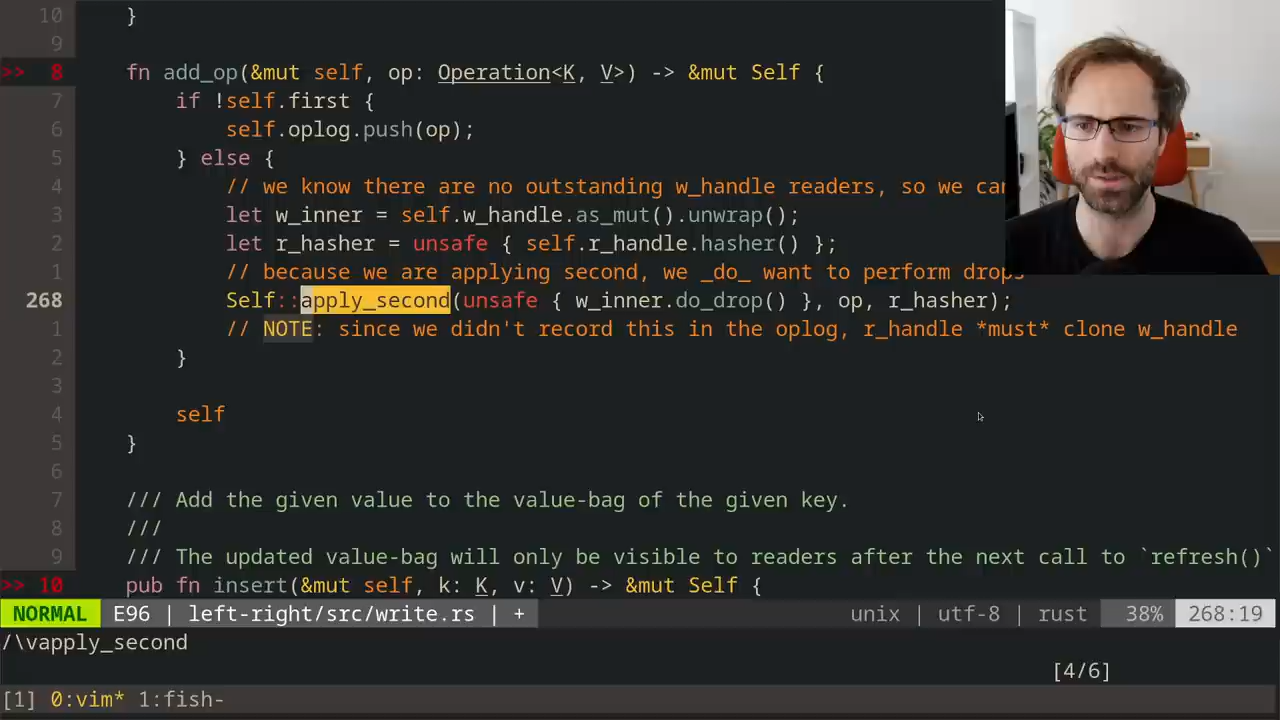 10 }
9
>> 8 fn add_op(&mut self, op: Operation<K, V>) -> &mut Self {
7 if !self.first {
6 self.oplog.push(op);
5 } else {
4 // we know there are no outstanding w_handle readers, so we can
3 let w_inner = self.w_handle.as_mut().unwrap();
2 let r_hasher = unsafe { self.r_handle.hasher() };
1 // because we are applying second, we _do_ want to perform drops
268 Self::apply_second(unsafe { w_inner.do_drop() }, op, r_hasher);
1 // NOTE: since we didn't record this in the oplog, r_handle *must* clone w_handle
2 }
3
4 self
5 }
6
7 /// Add the given value to the value-bag of the given key.
8 ///
9 /// The updated value-bag will only be visible to readers after the next call to `refresh()`
>> 10 pub fn insert(&mut self, k: K, v: V) -> &mut Self {
NORMAL E96 | left-right/src/write.rs | + unix | utf-8 | rust 38% 268:19
/\vapply_second
[4/6]
[1] 0:vim* 1:fish-